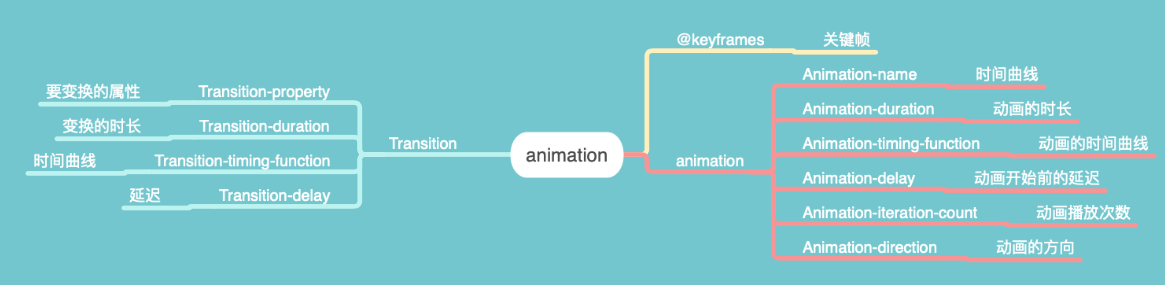 @keyframes 关键帧
要变换的属性 Transition-property
变换的时长 Transition-duration
时间曲线 Transition-timing-function
延迟 Transition-delay
Transition
animation
animation
Animation-name 时间曲线
Animation-duration 动画的时长
Animation-timing-function 动画的时间曲线
Animation-delay 动画开始前的延迟
Animation-iteration-count 动画播放次数
Animation-direction 动画的方向